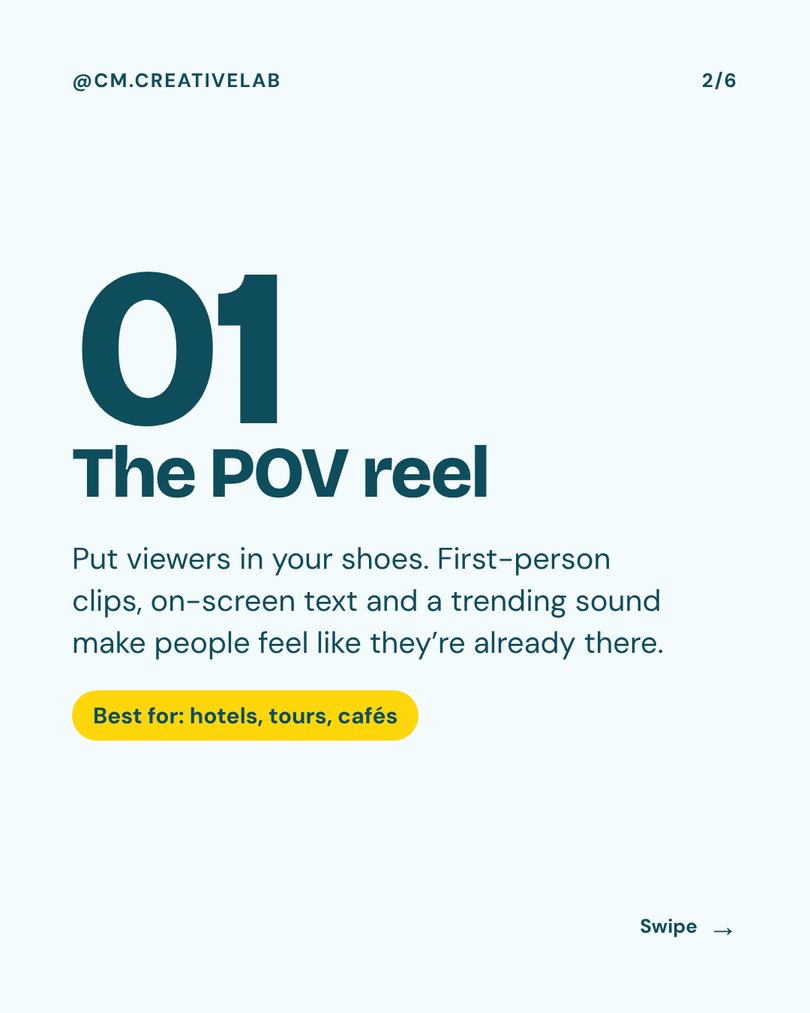 @CM.CREATIVELAB
2/6
01
The POV reel
Put viewers in your shoes. First-person
clips, on-screen text and a trending sound
make people feel like they’re already there.
Best for: hotels, tours, cafés
Swipe →